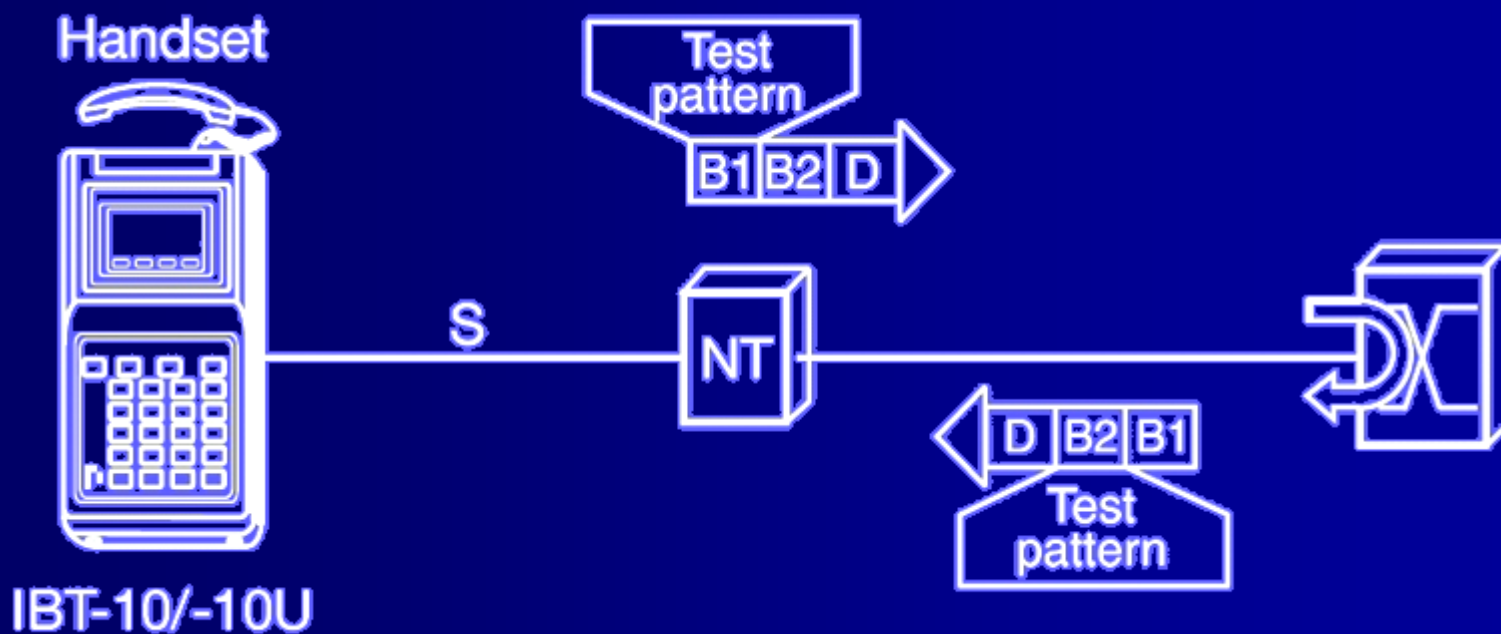 Handset
Test
pattern
B1 B2 D
S
NT
D B2 B1
Test
pattern
IBT-10/-10U